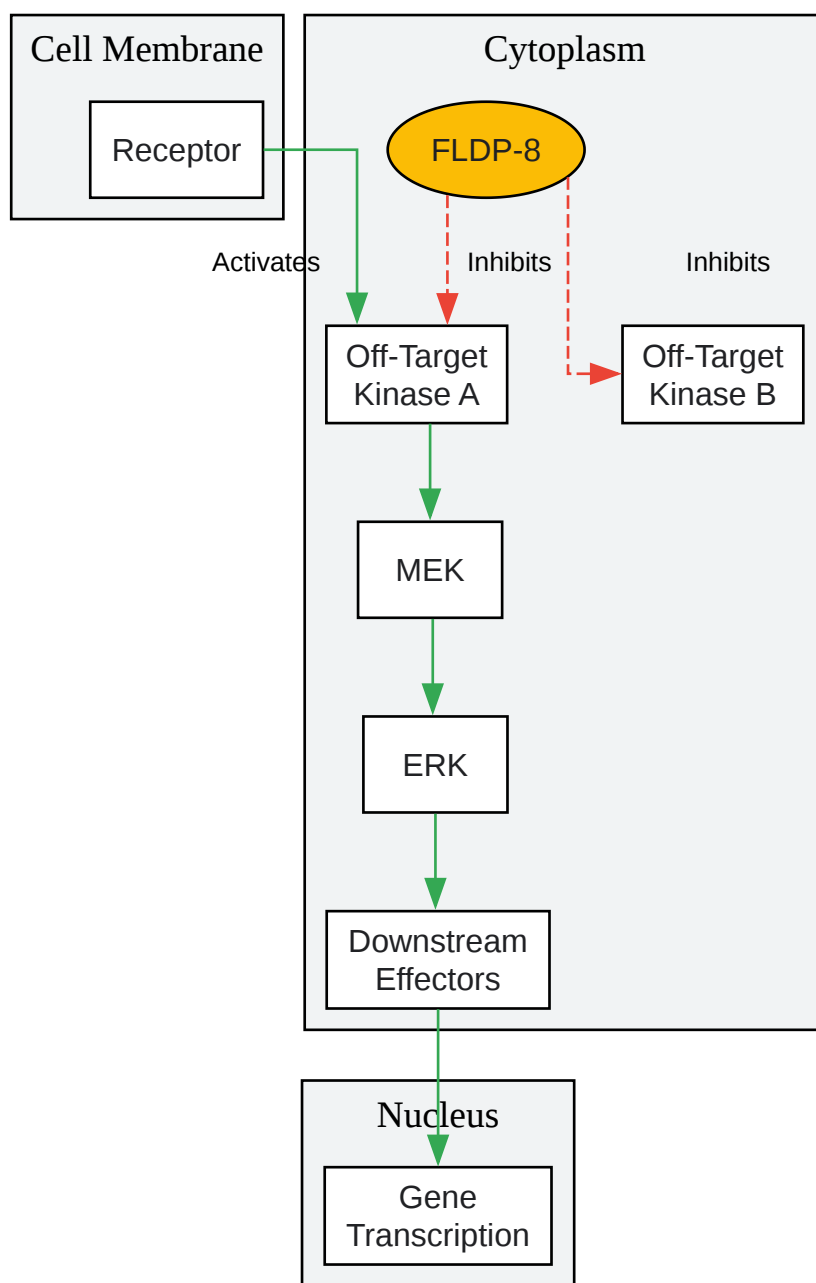 Cell Membrane
Cytoplasm
Receptor
FLDP-8
Activates
Inhibits
Inhibits
Off-Target
Kinase A
Off-Target
Kinase B
MEK
ERK
Downstream
Effectors
Nucleus
Gene
Transcription